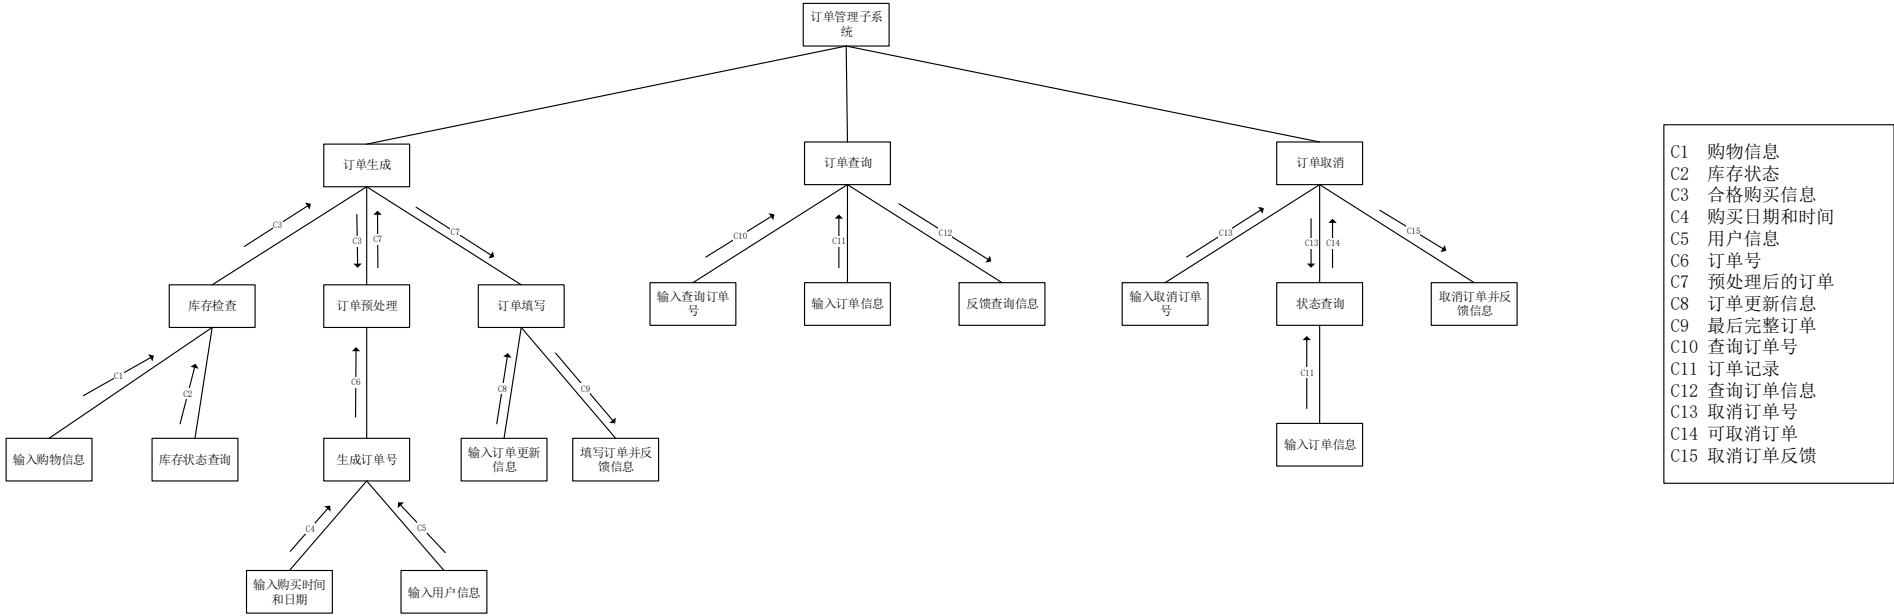 订单管理子系
统
订单生成
订单查询
订单取消
C3
C3
C7
C7
C10
C11
C12
C13
C13
C14
C15
库存检查
订单预处理
订单填写
输入查询订单
号
输入订单信息
反馈查询信息
输入取消订单
号
状态查询
取消订单并反
馈信息
C1
C2
C6
C8
C9
C11
输入购物信息
库存状态查询
生成订单号
输入订单更新
信息
填写订单并反
馈信息
输入订单信息
C4
C5
输入购买时间
和日期
输入用户信息
C1 购物信息
C2 库存状态
C3 合格购买信息
C4 购买日期和时间
C5 用户信息
C6 订单号
C7 预处理后的订单
C8 订单更新信息
C9 最后完整订单
C10 查询订单号
C11 订单记录
C12 查询订单信息
C13 取消订单号
C14 可取消订单
C15 取消订单反馈